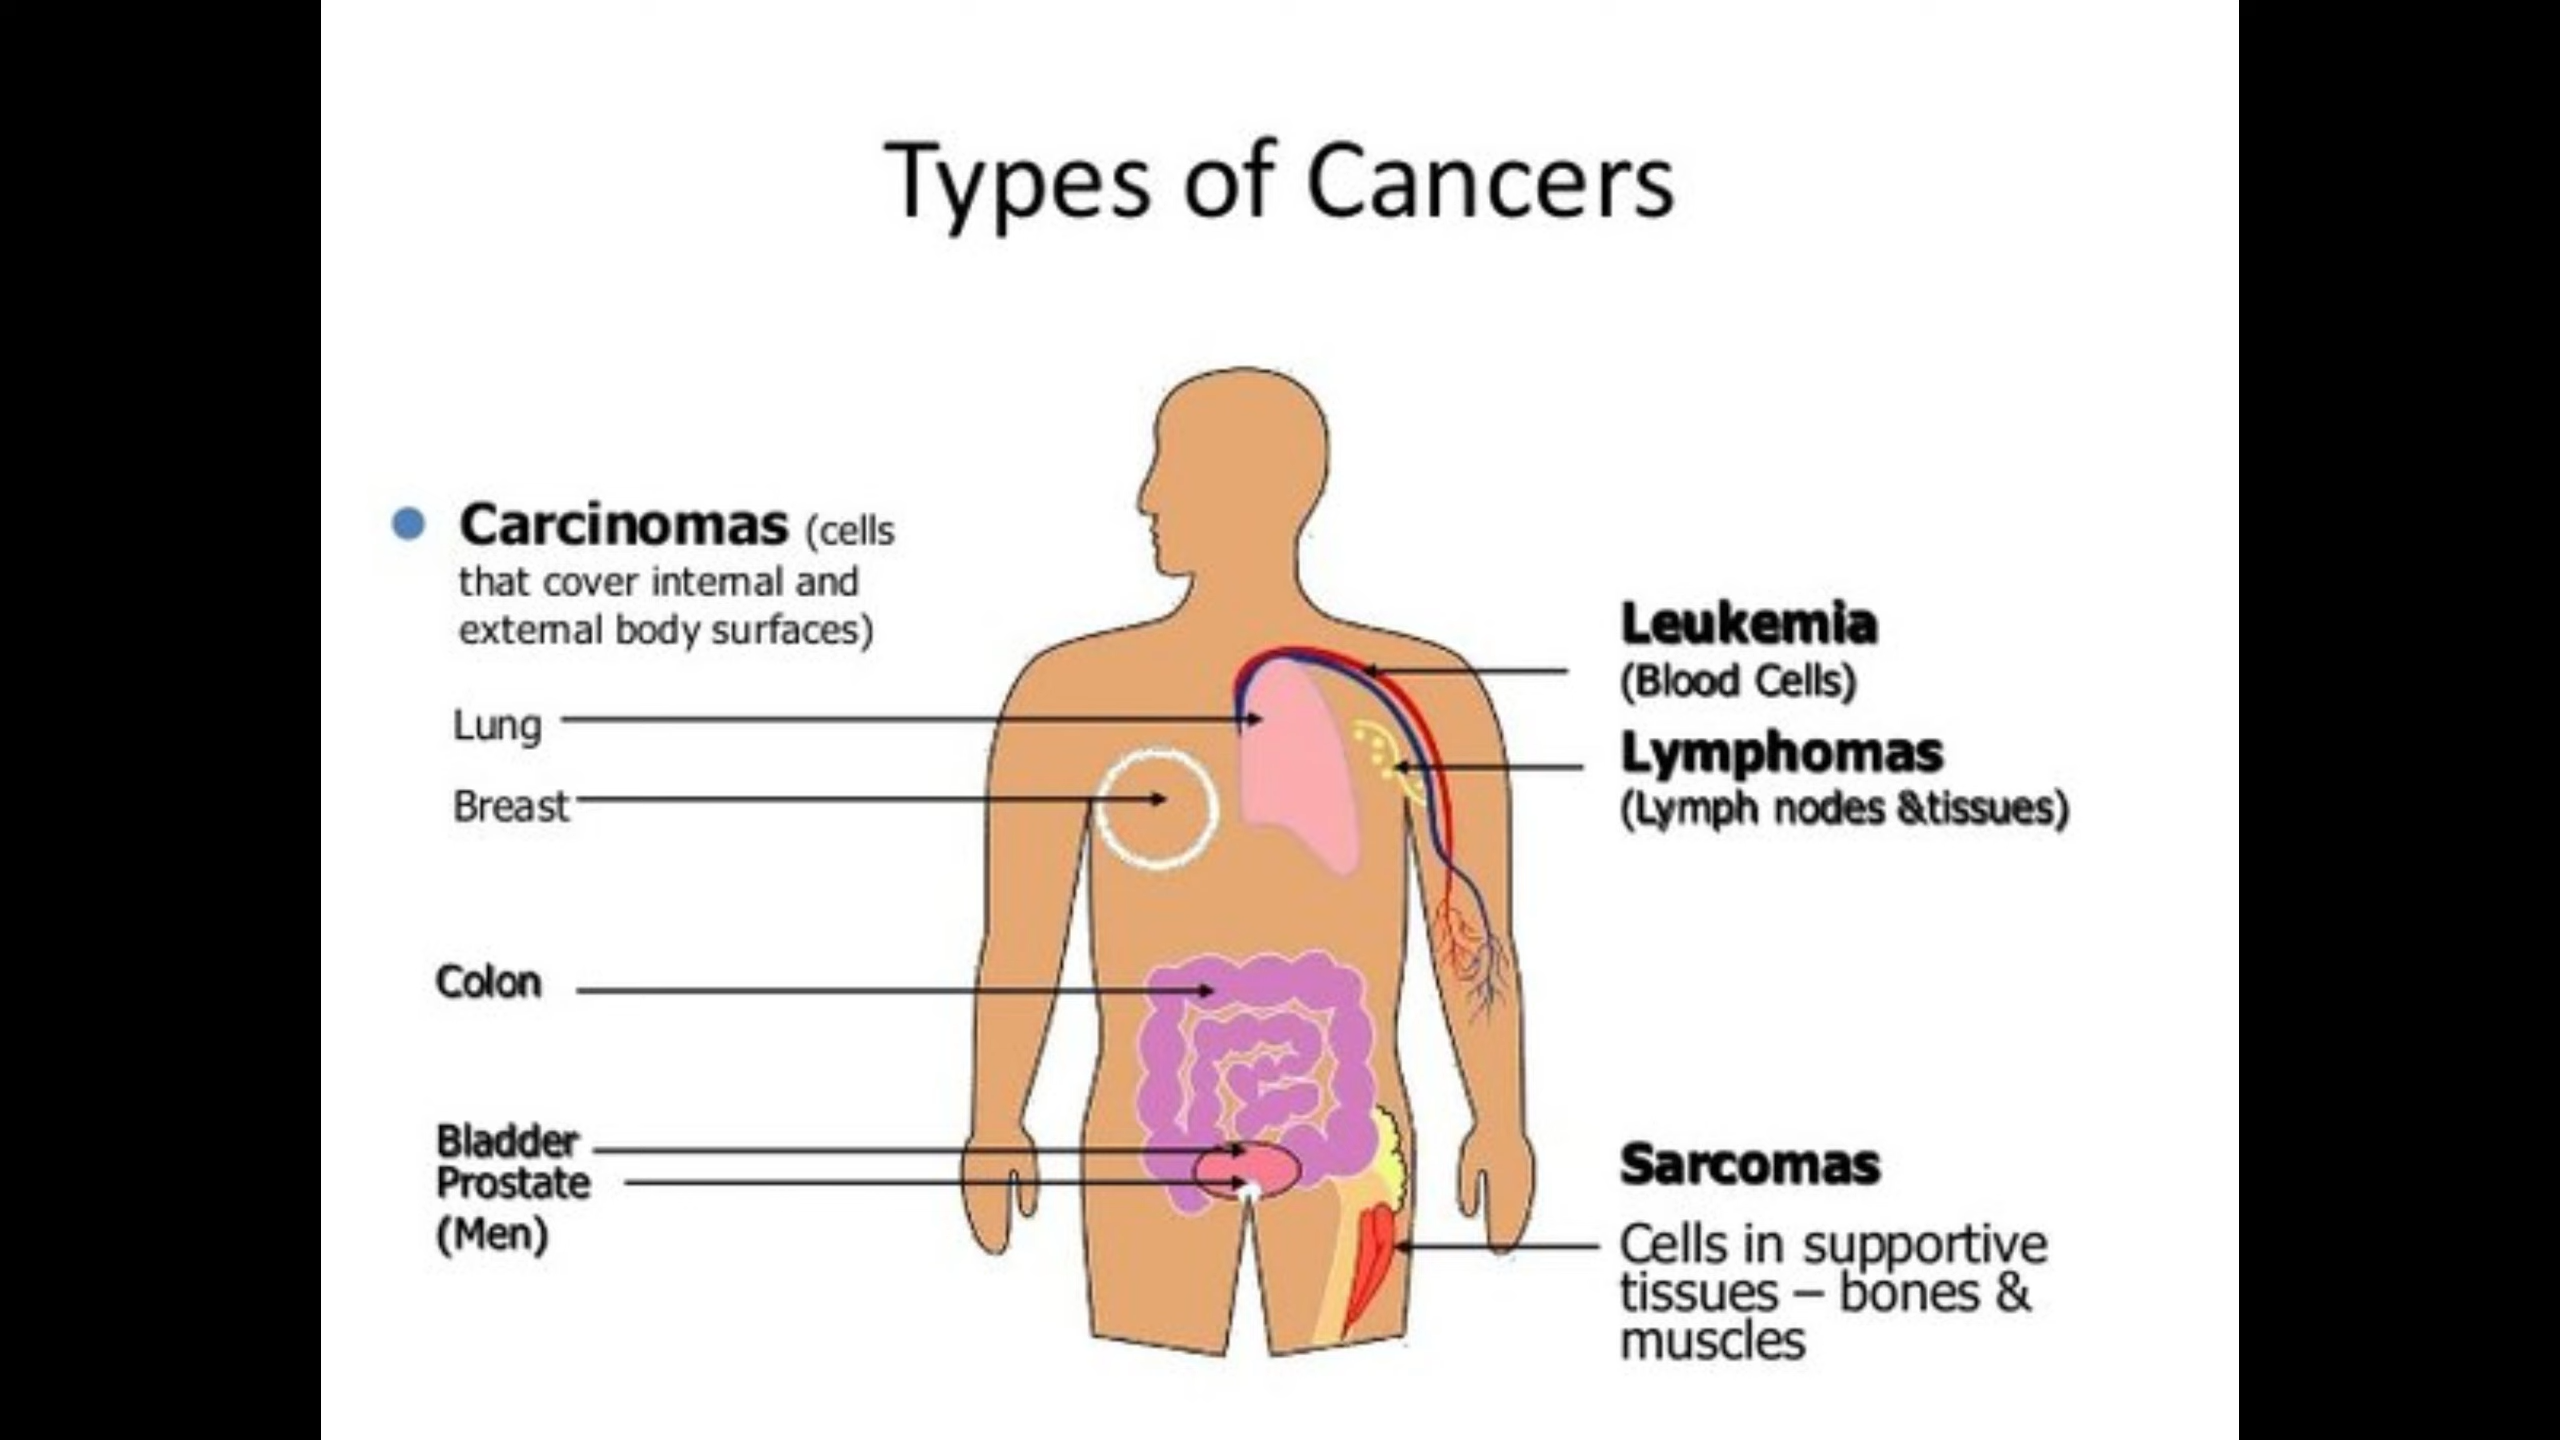 Types of Cancers
Carcinomas (cells
that cover internal and
external body surfaces)
Lung
Breast
Colon
Bladder
Prostate
(Men)
Leukemia
(Blood Cells)
Lymphomas
(Lymph nodes &tissues)
Sarcomas
Cells in supportive
tissues – bones &
muscles